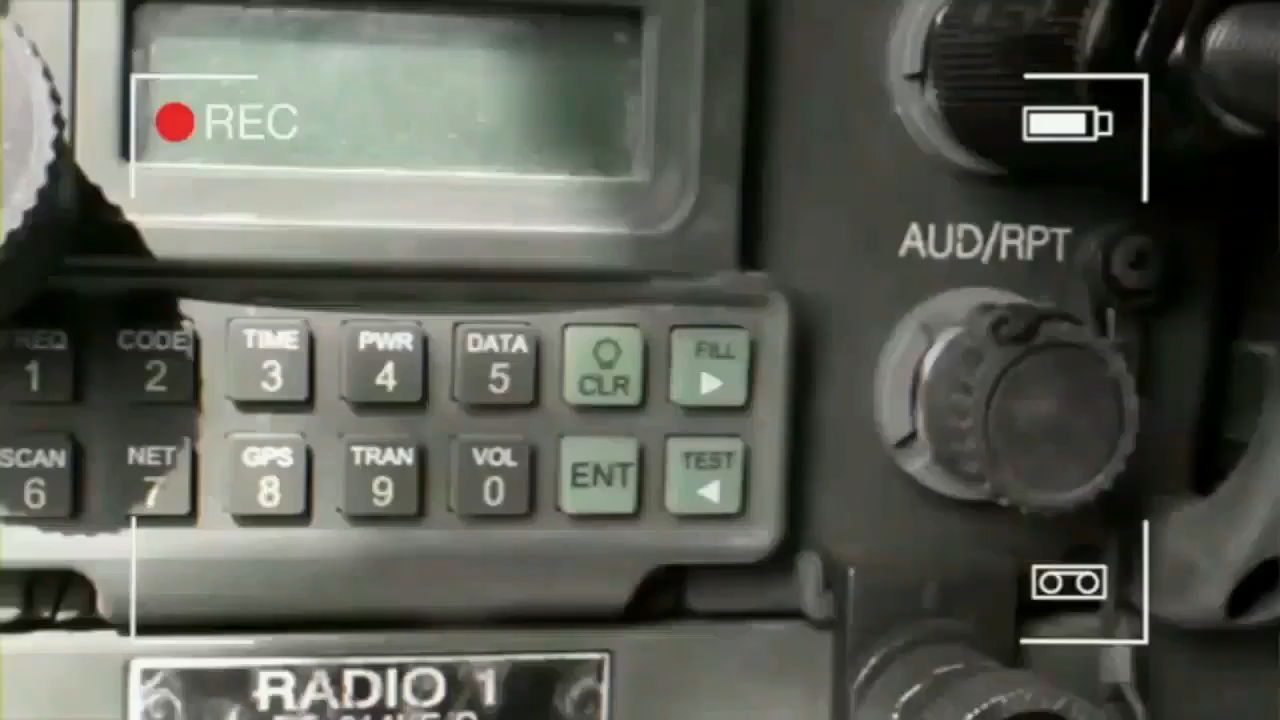 REC
AUD/RPT
FREQ CODE TIME PWR DATA CLR FILL
1 2 3 4 5
SCAN NET GPS TRAN VOL ENT TEST
6 7 8 9 0
RADIO 1